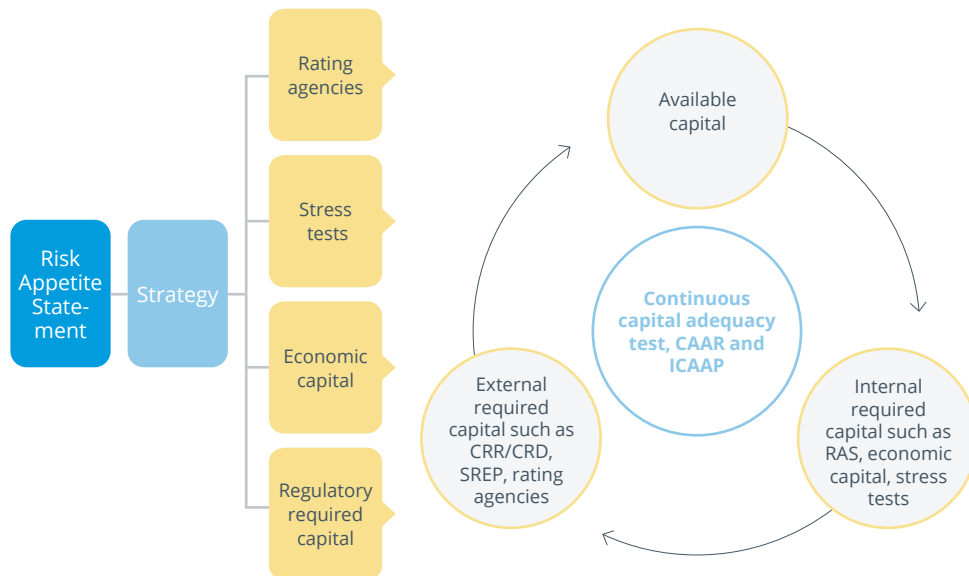 Risk
Appetite
State-
ment
Strategy
Rating
agencies
Stress
tests
Economic
capital
Regulatory
required
capital
Available
capital
Continuous
capital adequacy
test, CAAR and
ICAAP
External
required
capital such as
CRR/CRD,
SREP, rating
agencies
Internal
required
capital such as
RAS, economic
capital, stress
tests